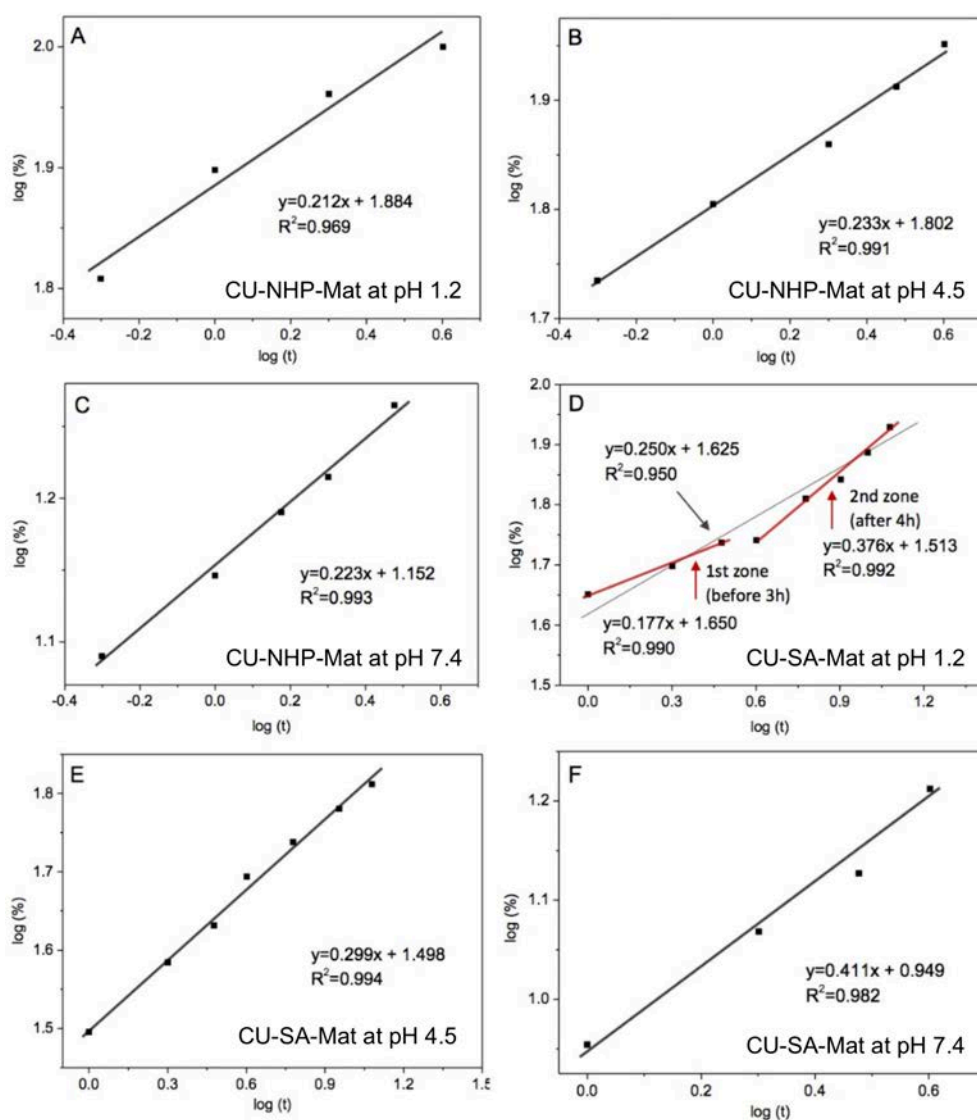 A
log (%)
2.0
1.9
1.8
y=0.212x + 1.884
R²=0.969
CU-NHP-Mat at pH 1.2
-0.4 -0.2 0.0 0.2 0.4 0.6 0.8
log (t)
B
log (%)
1.9
1.8
1.7
y=0.233x + 1.802
R²=0.991
CU-NHP-Mat at pH 4.5
-0.4 -0.2 0.0 0.2 0.4 0.6 0.8
log (t)
C
log (%)
1.2
1.1
y=0.223x + 1.152
R²=0.993
CU-NHP-Mat at pH 7.4
-0.4 -0.2 0.0 0.2 0.4 0.6 0.8
log (t)
D
log (%)
2.0
1.9
1.8
1.7
1.6
1.5
y=0.250x + 1.625
R²=0.950
2nd zone
(after 4h)
y=0.376x + 1.513
R²=0.992
1st zone
(before 3h)
y=0.177x + 1.650
R²=0.990
CU-SA-Mat at pH 1.2
0.0 0.3 0.6 0.9 1.2
log (t)
E
log (%)
1.8
1.7
1.6
1.5
y=0.299x + 1.498
R²=0.994
CU-SA-Mat at pH 4.5
0.0 0.3 0.6 0.9 1.2 1.5
log (t)
F
log (%)
1.2
1.1
1.0
y=0.411x + 0.949
R²=0.982
CU-SA-Mat at pH 7.4
0.0 0.2 0.4 0.6
log (t)